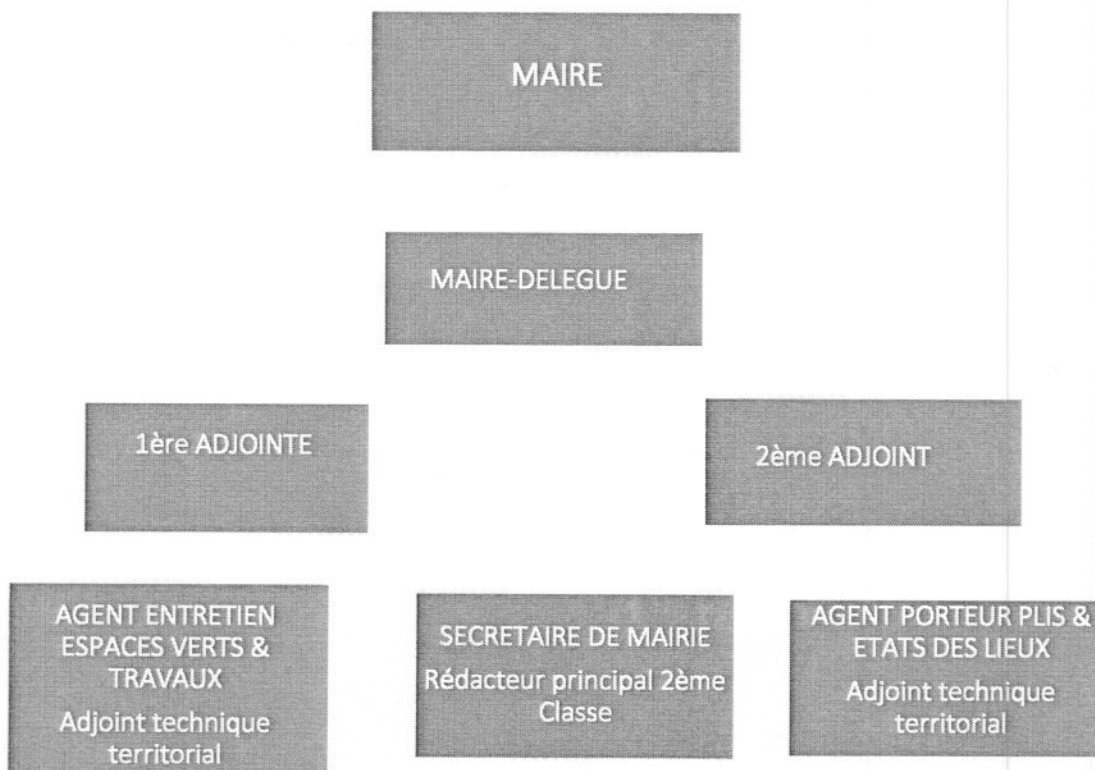 MAIRE
MAIRE-DELEGUE
1ère ADJOINTE
2ème ADJOINT
AGENT ENTRETIEN
ESPACES VERTS &
TRAVAUX
Adjoint technique
territorial
SECRETAIRE DE MAIRIE
Rédacteur principal 2ème
Classe
AGENT PORTEUR PLIS &
ETATS DES LIEUX
Adjoint technique
territorial